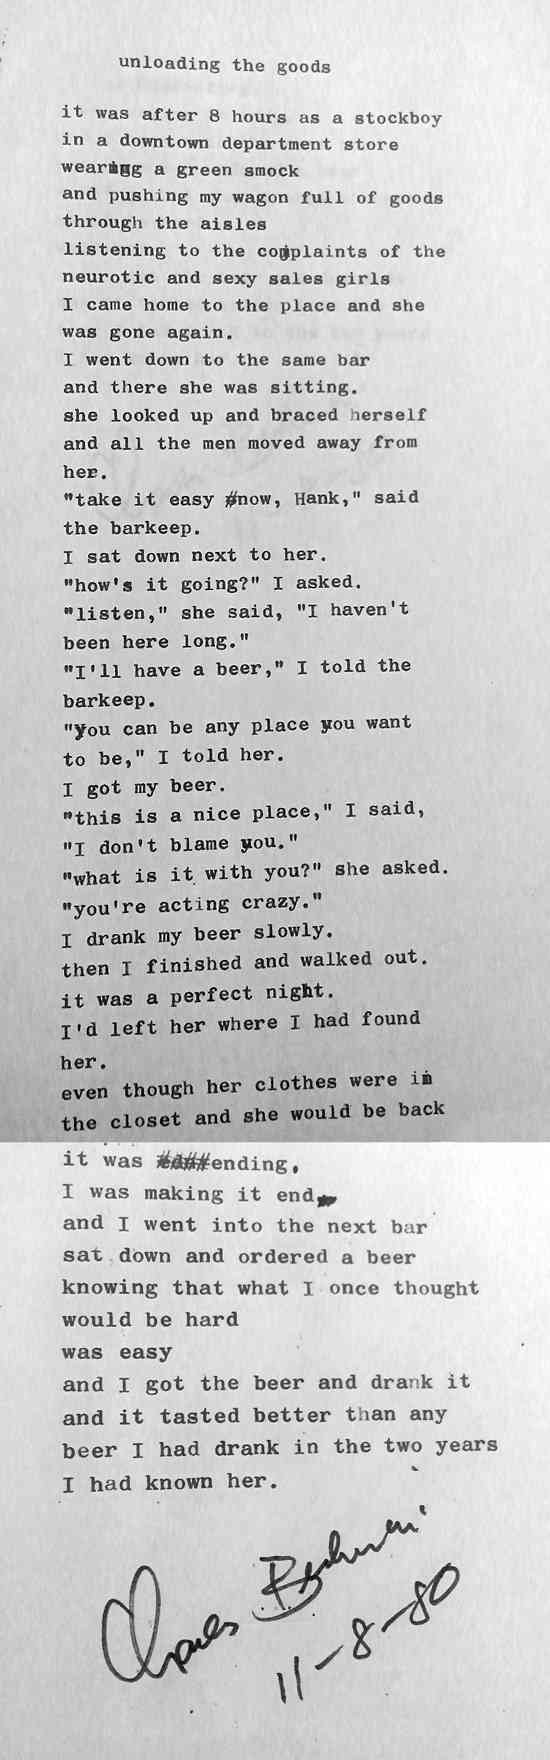 unloading the goods
it was after 8 hours as a stockboy
in a downtown department store
wearing a green smock
and pushing my wagon full of goods
through the aisles
listening to the complaints of the
neurotic and sexy sales girls
I came home to the place and she
was gone again.
I went down to the same bar
and there she was sitting.
she looked up and braced herself
and all the men moved away from
her.
"take it easy now, Hank," said
the barkeep.
I sat down next to her.
"how's it going?" I asked.
"listen," she said, "I haven't
been here long."
"I'll have a beer," I told the
barkeep.
"you can be any place you want
to be," I told her.
I got my beer.
"this is a nice place," I said,
"I don't blame you."
"what is it with you?" she asked.
"you're acting crazy."
I drank my beer slowly.
then I finished and walked out.
it was a perfect night.
I'd left her where I had found
her.
even though her clothes were in
the closet and she would be back
it was ending.
I was making it end
and I went into the next bar
sat down and ordered a beer
knowing that what I once thought
would be hard
was easy
and I got the beer and drank it
and it tasted better than any
beer I had drank in the two years
I had known her.
Charles Bukowski
11-8-80